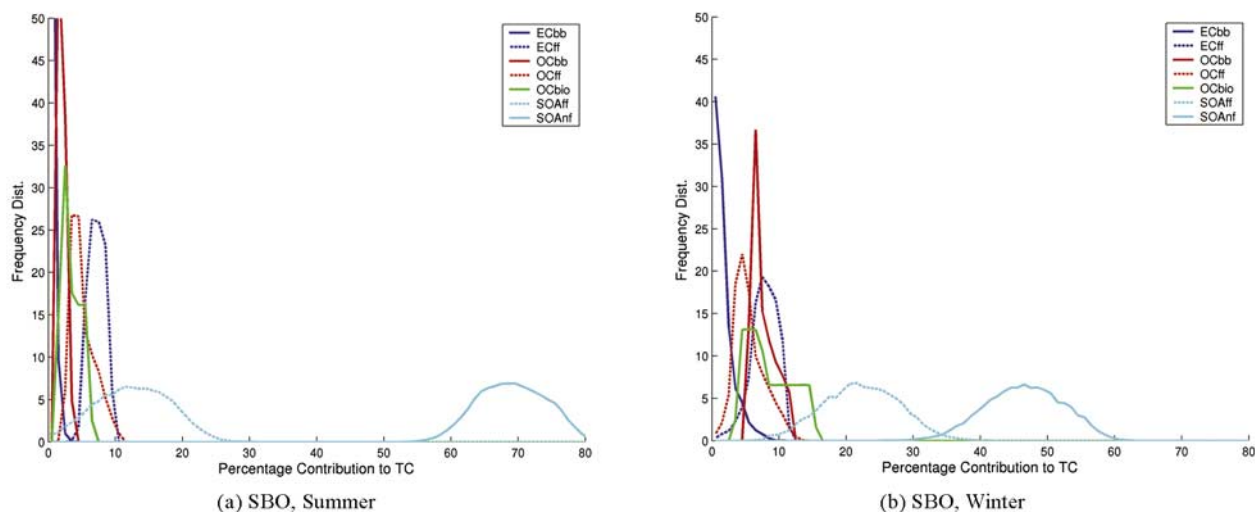 50
45
40
35
30
25
20
15
10
5
0
Frequency Dist.
ECbb
ECff
OCbb
OCff
OCbio
SOAff
SOAnf
0 10 20 30 40 50 60 70 80
Percentage Contribution to TC
(a) SBO, Summer
50
45
40
35
30
25
20
15
10
5
0
Frequency Dist.
ECbb
ECff
OCbb
OCff
OCbio
SOAff
SOAnf
0 10 20 30 40 50 60 70 80
Percentage Contribution to TC
(b) SBO, Winter